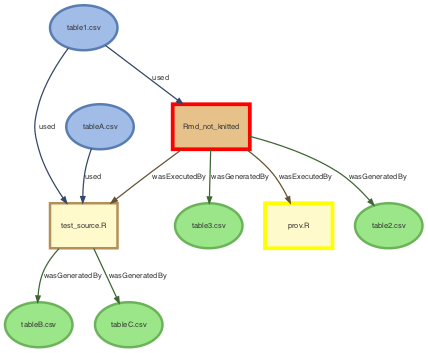 table1.csv
used
used
tableA.csv
Rmd_not_knitted
used
wasExecutedBy
wasGeneratedBy
wasExecutedBy
wasGeneratedBy
test_source.R
table3.csv
prov.R
table2.csv
wasGeneratedBy
wasGeneratedBy
tableB.csv
tableC.csv